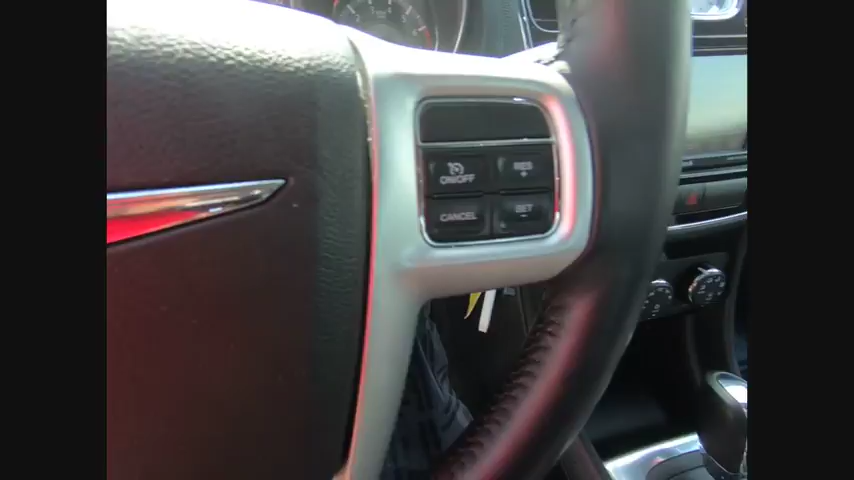 ON/OFF
RES
+
CANCEL
SET
-